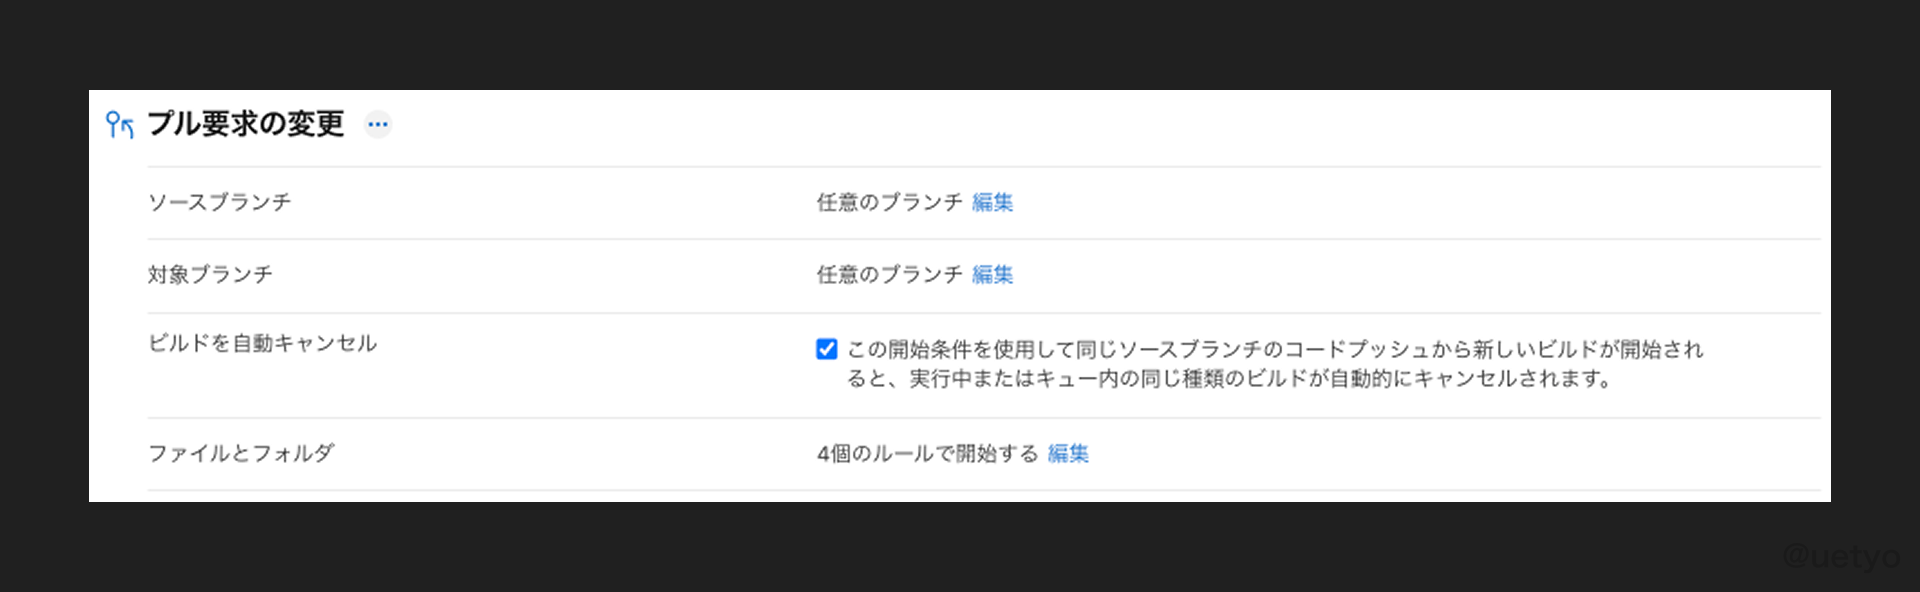 プル要求の変更
ソースブランチ
任意のブランチ 編集
対象ブランチ
任意のブランチ 編集
ビルドを自動キャンセル
この開始条件を使用して同じソースブランチのコードプッシュから新しいビルドが開始され
ると、実行中またはキュー内の同じ種類のビルドが自動的にキャンセルされます。
ファイルとフォルダ
4個のルールで開始する 編集
@uetyo